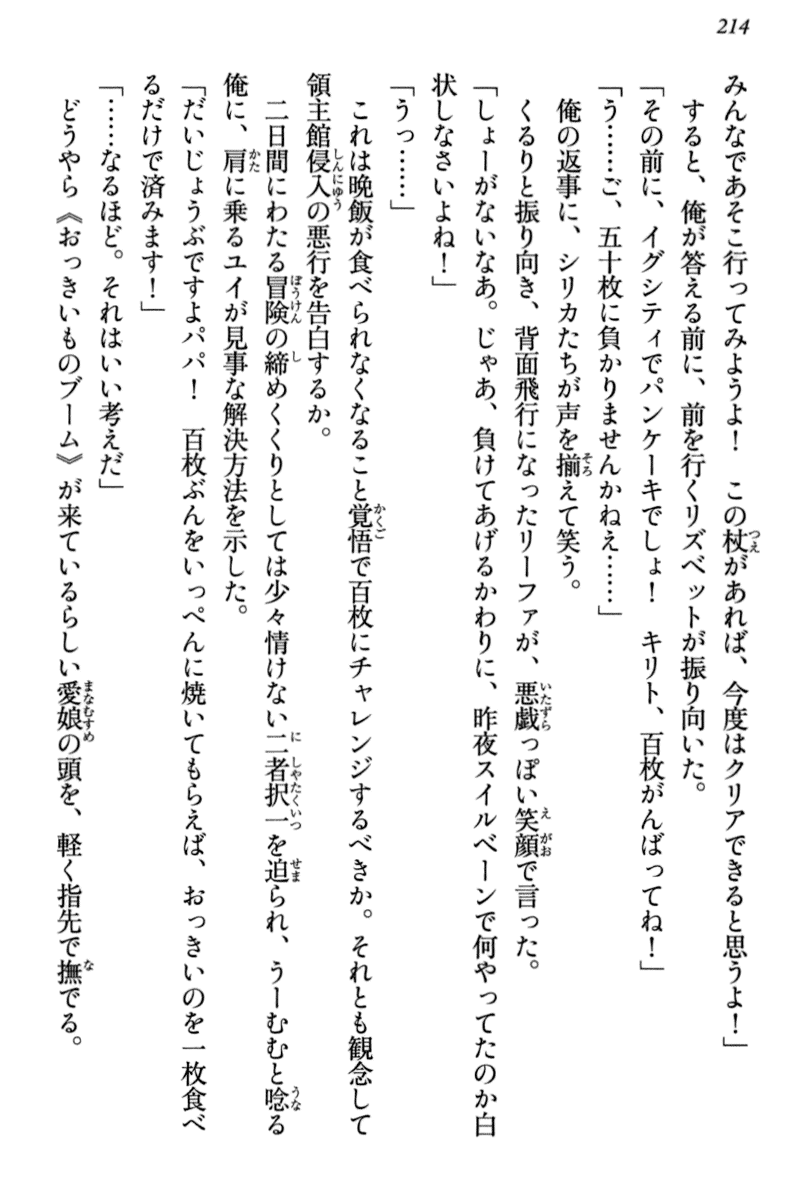 214
みんなであそこ行ってみようよ！　この杖があれば、今度はクリアできると思うよ！」
すると、俺が答える前に、前を行くリズベットが振り向いた。
「その前に、イグシティでパンケーキでしょ！　キリト、百枚がんばってね！」
「う……ご、五十枚に負かりませんかねえ……」
俺の返事に、シリカたちが声を揃えて笑う。
くるりと振り向き、背面飛行になったリーファが、悪戯っぽい笑顔で言った。
「しょーがないなあ。じゃあ、負けてあげるかわりに、昨夜スイルベーンで何やってたのか白
状しなさいよね！」
「うっ……」
これは晩飯が食べられなくなること覚悟で百枚にチャレンジするべきか。それとも観念して
領主館侵入の悪行を告白するか。
二日間にわたる冒険の締めくくりとしては少々情けない二者択一を迫られ、うーむむと唸る
俺に、肩に乗るユイが見事な解決方法を示した。
「だいじょうぶですよパパ！　百枚ぶんをいっぺんに焼いてもらえば、おっきいのを一枚食べ
るだけで済みます！」
「……なるほど。それはいい考えだ」
どうやら《おっきいものブーム》が来ているらしい愛娘の頭を、軽く指先で撫でる。